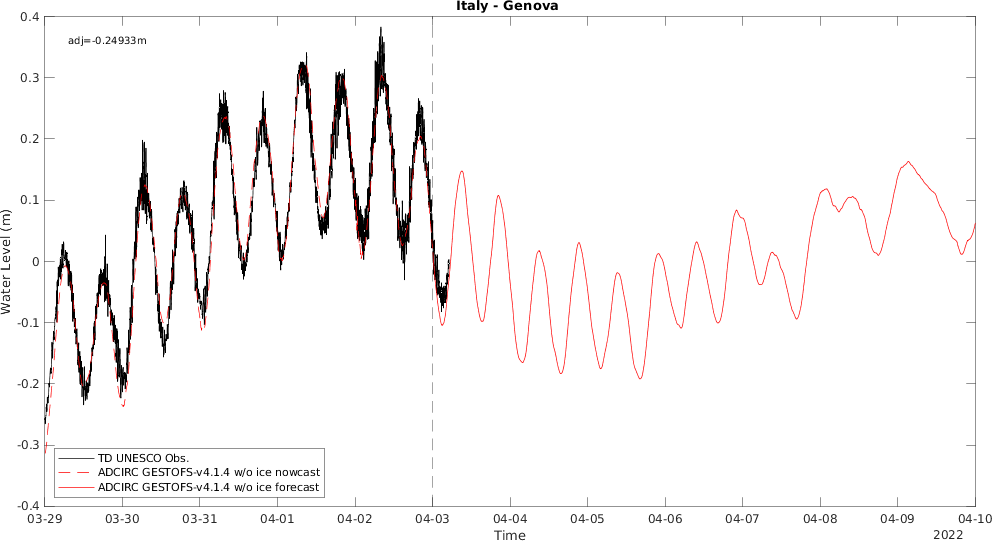 Italy - Genova
adj=-0.24933m
0.4
0.3
0.2
0.1
0
-0.1
-0.2
-0.3
-0.4
Water Level (m)
TD UNESCO Obs.
ADCIRC GESTOFS-v4.1.4 w/o ice nowcast
ADCIRC GESTOFS-v4.1.4 w/o ice forecast
03-29 03-30 03-31 04-01 04-02 04-03 04-04 04-05 04-06 04-07 04-08 04-09 04-10
Time
2022